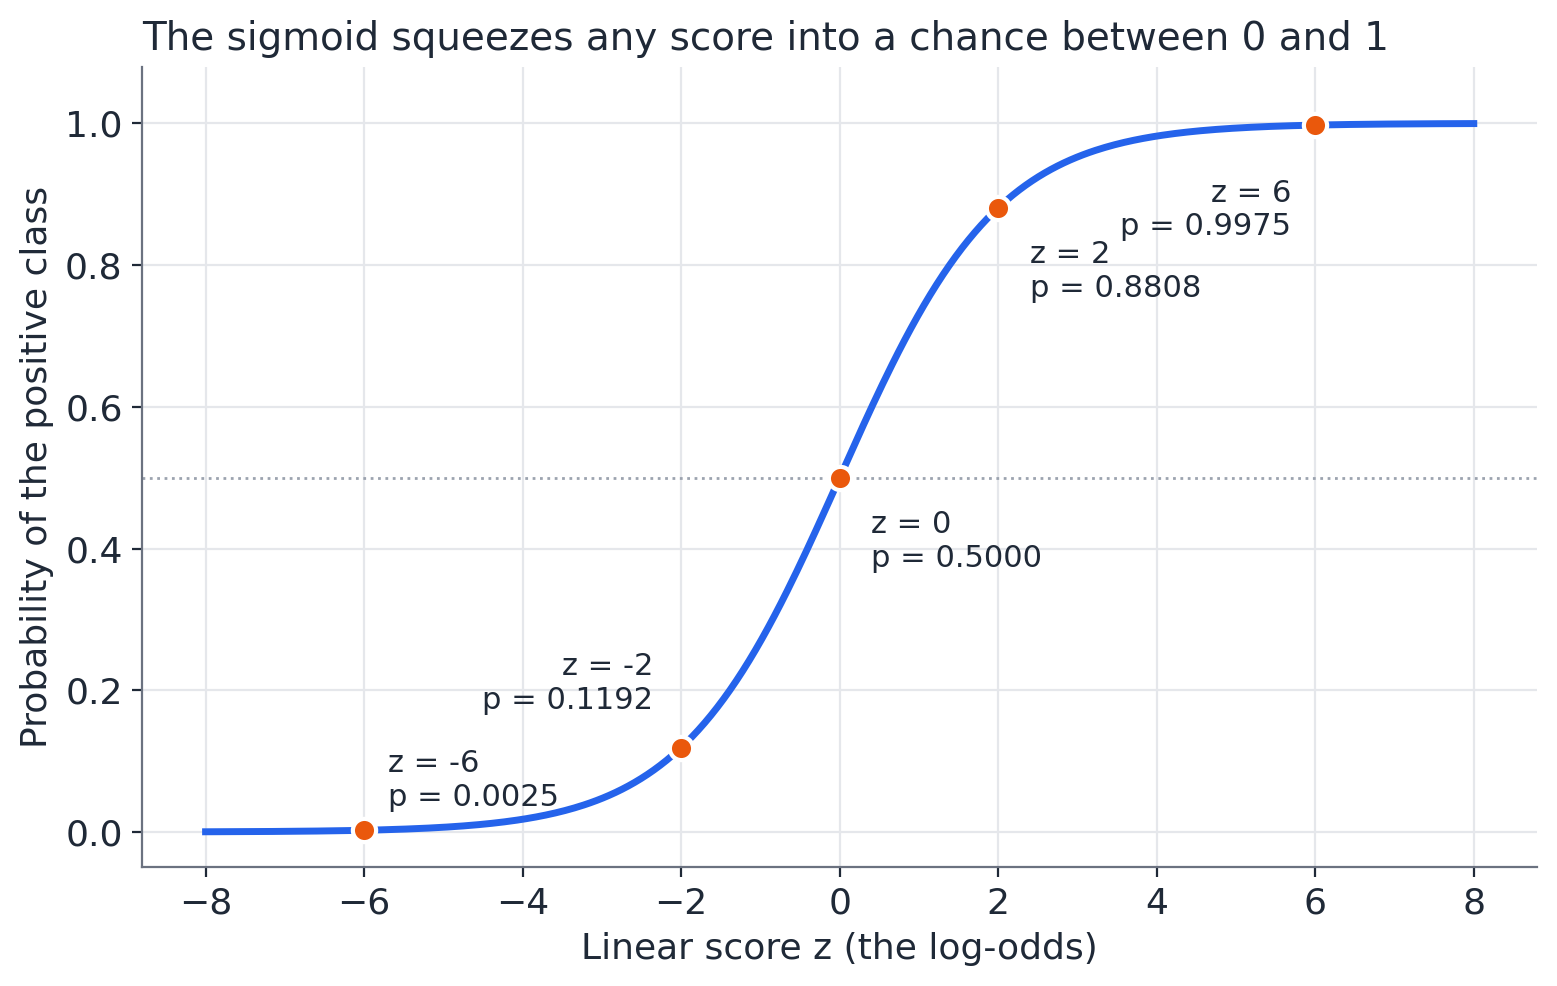 The sigmoid squeezes any score into a chance between 0 and 1
Probability of the positive class
1.0
0.8
0.6
0.4
0.2
0.0
z = 6
p = 0.9975
z = 2
p = 0.8808
z = 0
p = 0.5000
z = -2
p = 0.1192
z = -6
p = 0.0025
−8 −6 −4 −2 0 2 4 6 8
Linear score z (the log-odds)